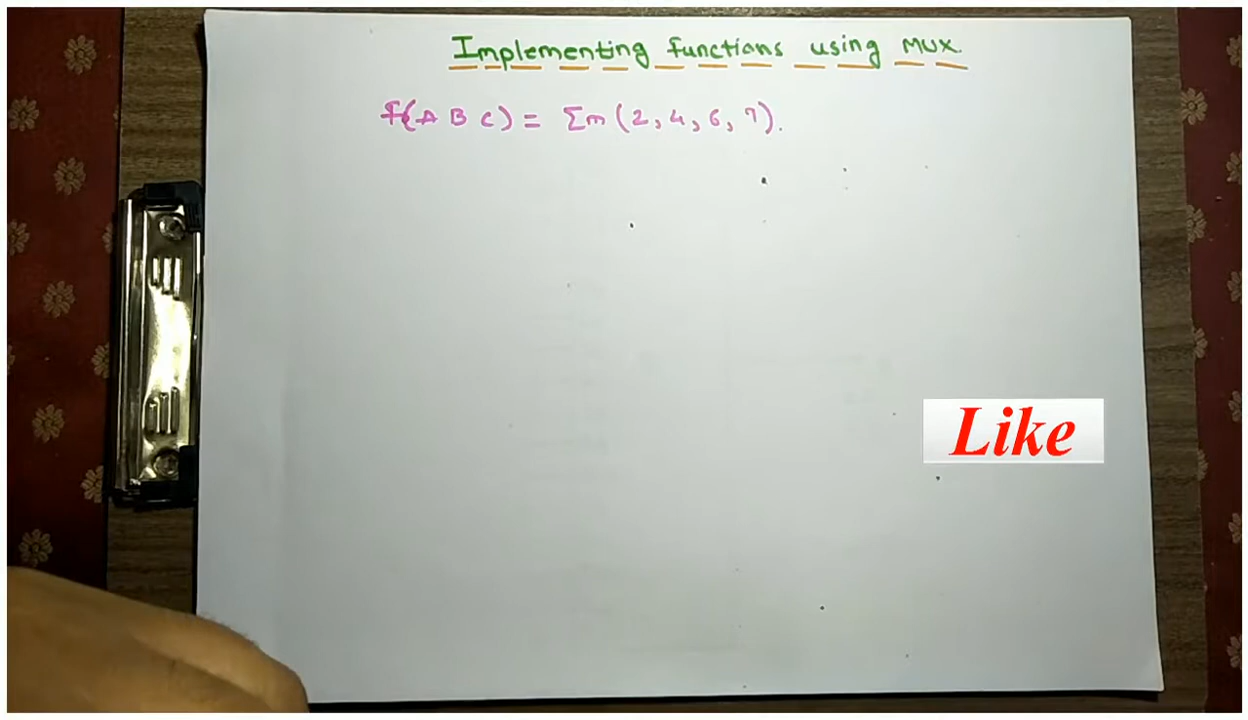 Implementing functions using MUX.
f(A B C) = Σm (2, 4, 6, 7).
Like